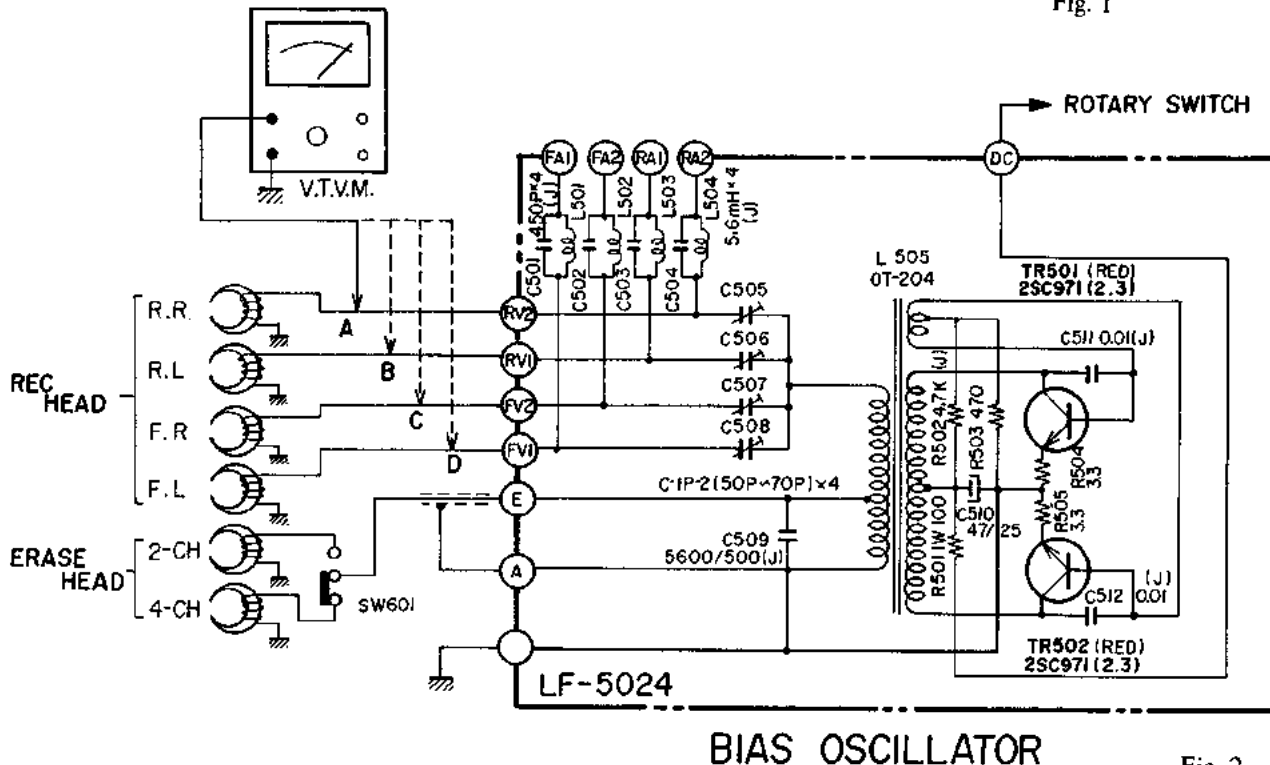 Fig. 1
V.T.V.M.
ROTARY SWITCH
FA1
FA2
RA1
RA2
DC
450P×4
(J)
L501
L502
L503
L504
5.6mH×4
(J)
C501
C502
C503
C504
L 505
OT-204
TR501 (RED)
2SC971 (2.3)
C505
C506
C507
C508
C511 0.01(J)
REC
HEAD
R.R
R.L
F.R
F.L
A
B
C
D
RV2
RV1
FV2
FV1
E
A
R502 4.7K (J)
R503 470
R504
3.3
R505
3.3
C-1P-2(50P~70P)×4
C509
5600/500(J)
C510
47/25
R501 1W 100
ERASE
HEAD
2-CH
4-CH
SW601
C512
(J)
0.01
TR502 (RED)
2SC971 (2.3)
LF-5024
BIAS OSCILLATOR
Fig. 2